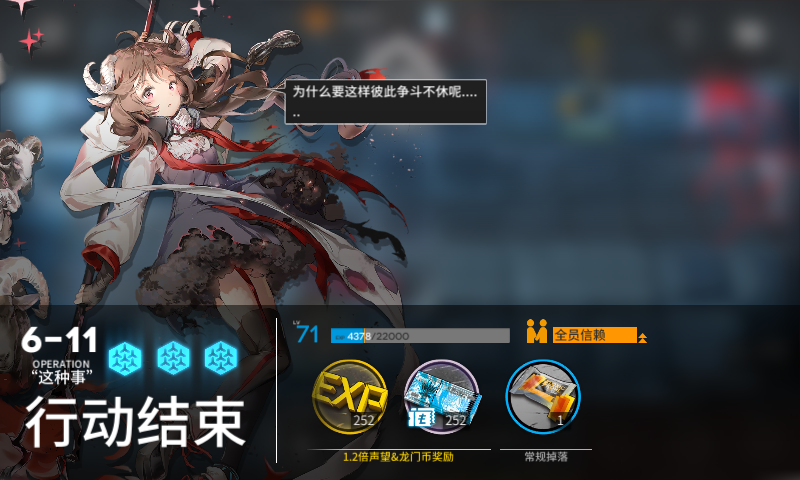 为什么要这样彼此争斗不休呢....
..
6-11
OPERATION
“这种事”
行动结束
LV
71
4378/22000
全员信赖
EXP
252
252
1
1.2倍声望&龙门币奖励
常规掉落